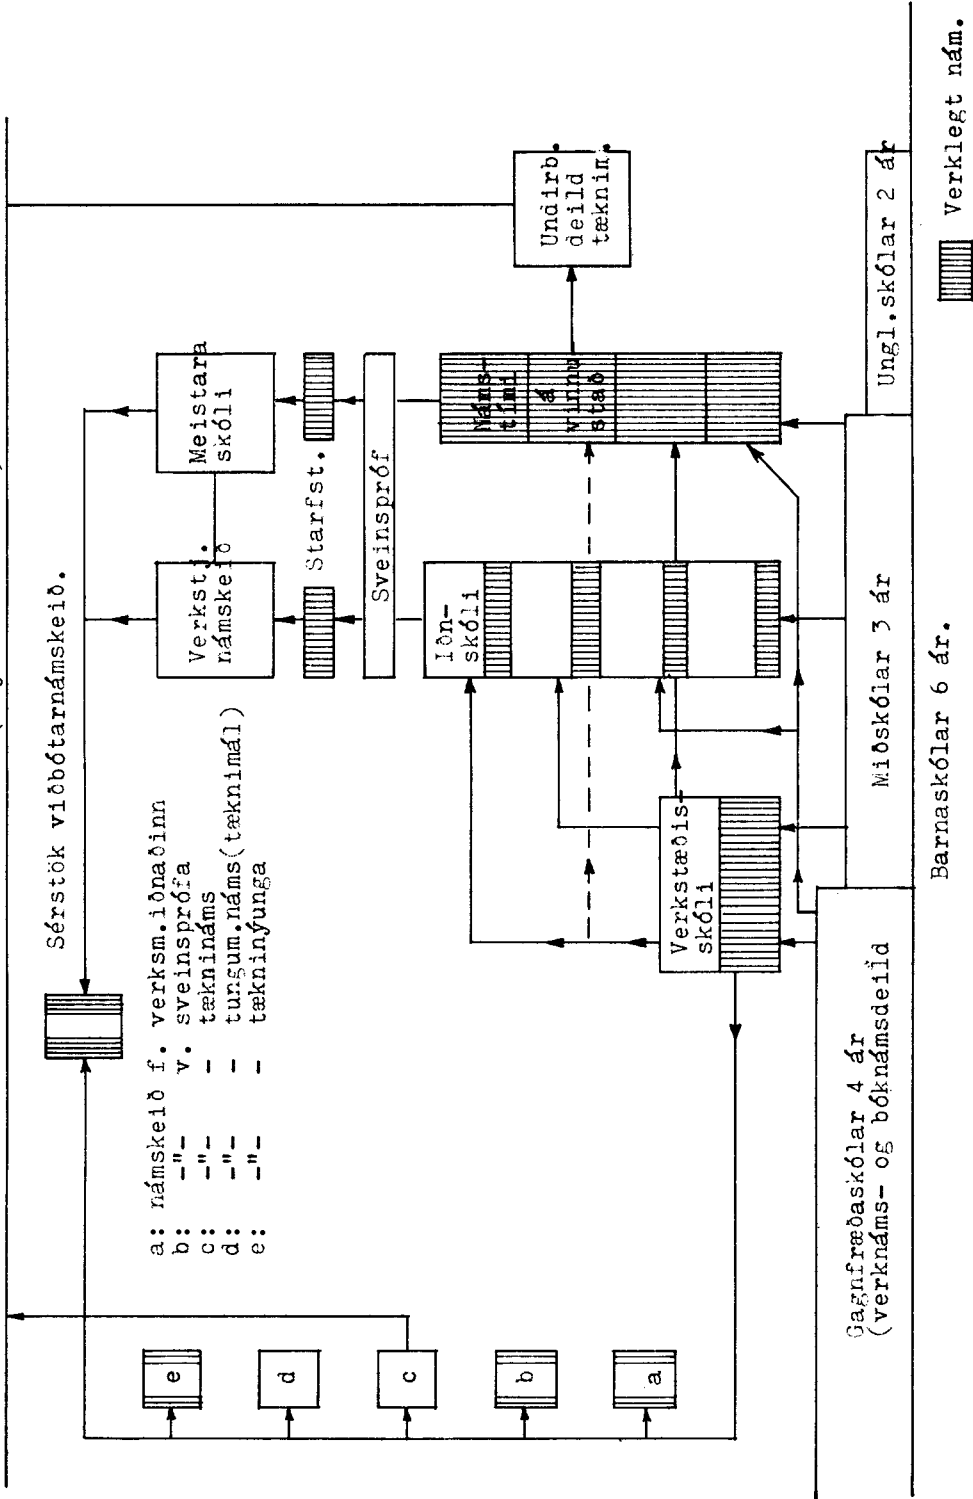 Sérstök viðbótarnámskeið.
a: námskeið f. verksm.iðnaðinn
b: -"- v. sveinsprófa
c: -"- - tæknináms
d: -"- - tungum.náms(tæknimál)
e: -"- - tækninýunga
e
d
c
b
a
Verkstj.
námskeið
Meistara
skóli
Starfst.
Sveinspróf
Iðn-
skóli
Náms-
tími
á
vinnu
stað
Undirb.
deild
tæknin.
Verkstæðis-
skóli
Gagnfræðaskólar 4 ár
(verknáms- og bóknámsdeild
Miðskólar 3 ár
Ungl.skólar 2 ár
Barnaskólar 6 ár.
Verklegt nám.